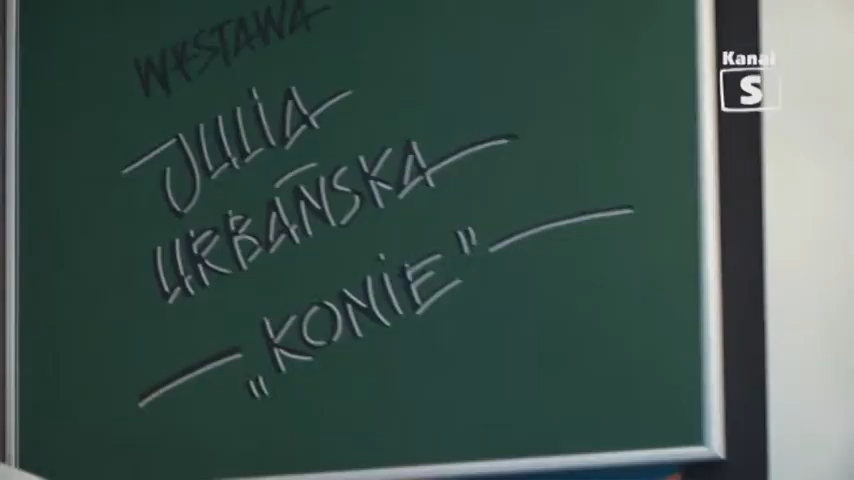 WYSTAWA
JULIA
URBAŃSKA
„KONIE”
Kanał
S